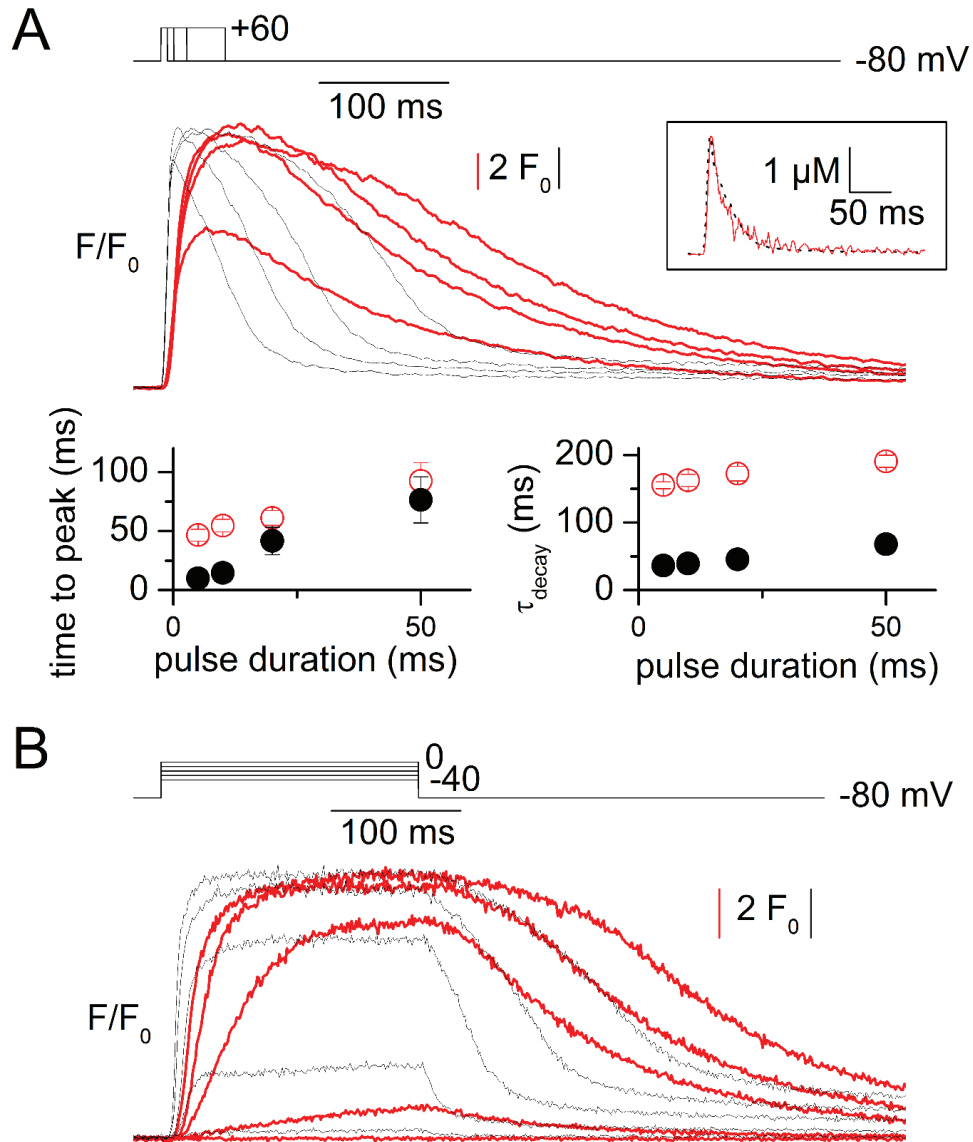 A
+60
-80 mV
100 ms
2 F0
1 µM
50 ms
F/F0
time to peak (ms)
100
50
0
0
50
pulse duration (ms)
τdecay (ms)
200
100
0
0
50
pulse duration (ms)
B
0
-40
-80 mV
100 ms
2 F0
F/F0